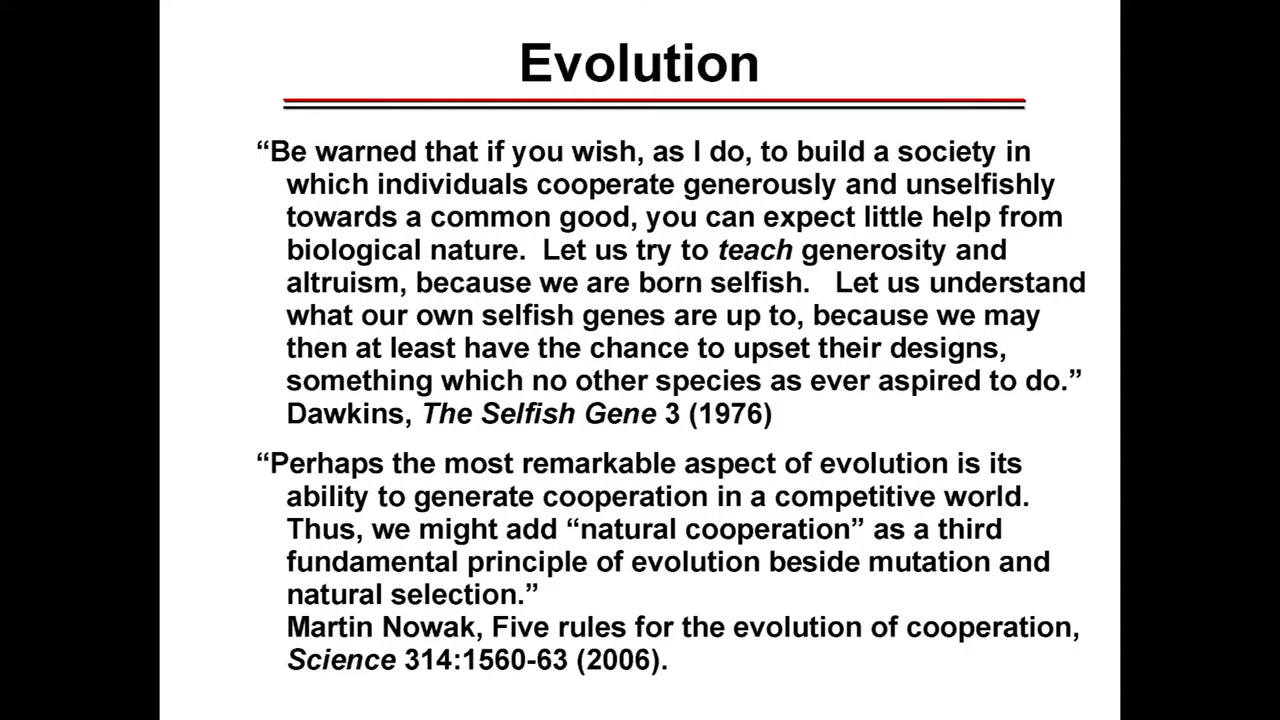 Evolution
“Be warned that if you wish, as I do, to build a society in
which individuals cooperate generously and unselfishly
towards a common good, you can expect little help from
biological nature.  Let us try to teach generosity and
altruism, because we are born selfish.   Let us understand
what our own selfish genes are up to, because we may
then at least have the chance to upset their designs,
something which no other species as ever aspired to do.”
Dawkins, The Selfish Gene 3 (1976)
“Perhaps the most remarkable aspect of evolution is its
ability to generate cooperation in a competitive world.
Thus, we might add “natural cooperation” as a third
fundamental principle of evolution beside mutation and
natural selection.”
Martin Nowak, Five rules for the evolution of cooperation,
Science 314:1560-63 (2006).